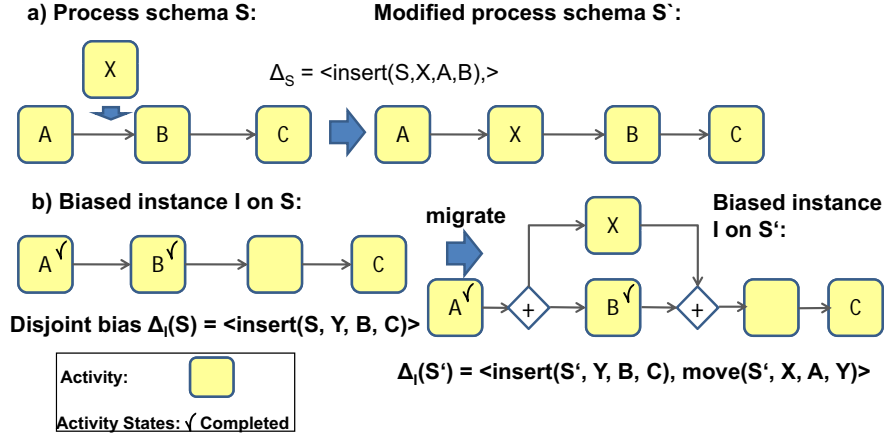 a) Process schema S:
Modified process schema S`:
X
ΔS = <insert(S,X,A,B),>
A B C
A X B C
b) Biased instance I on S:
migrate
Biased instance
I on S‘:
X
A√ B√ C
A√ + B√ + C
Disjoint bias ΔI(S) = <insert(S, Y, B, C)>
ΔI(S‘) = <insert(S‘, Y, B, C), move(S‘, X, A, Y)>
Activity:
Activity States: √ Completed